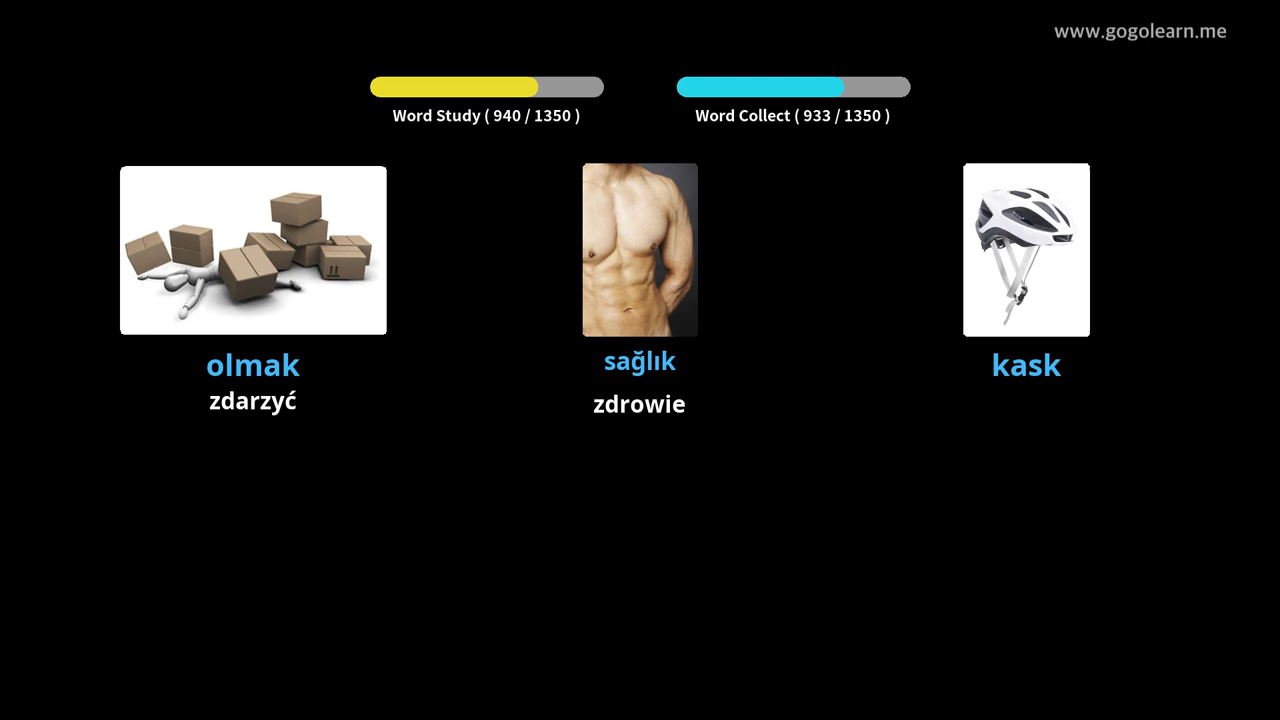 www.gogolearn.me
Word Study ( 940 / 1350 )
Word Collect ( 933 / 1350 )
olmak
zdarzyć
sağlık
zdrowie
kask